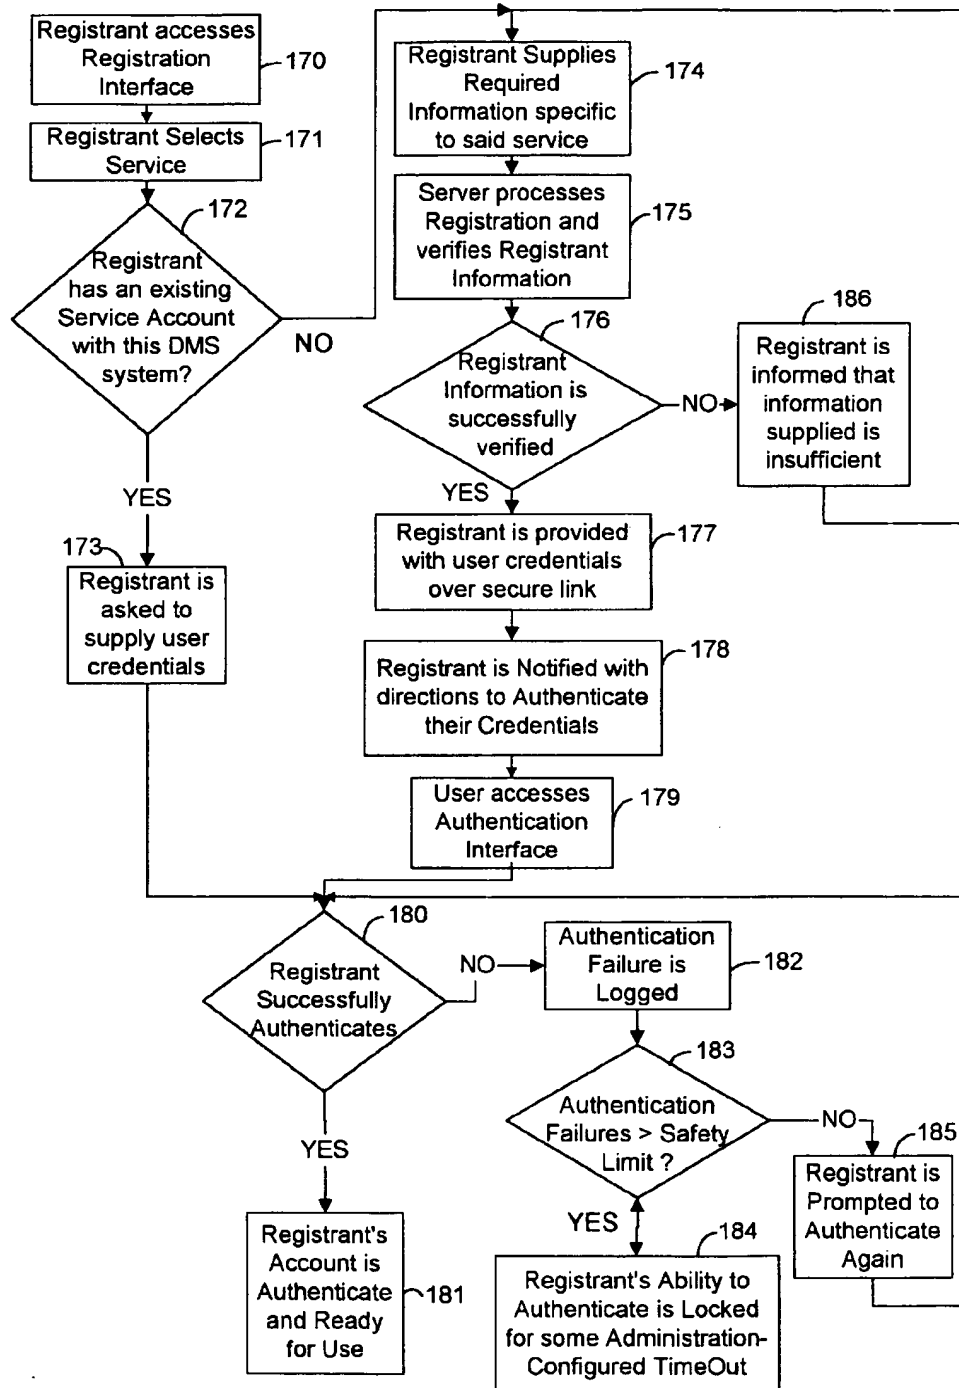 Registrant accesses
Registration
Interface
170
Registrant Selects
Service
171
172
Registrant
has an existing
Service Account
with this DMS
system?
NO
YES
173
Registrant is
asked to
supply user
credentials
Registrant Supplies
Required
Information specific
to said service
174
Server processes
Registration and
verifies Registrant
Information
175
176
Registrant
Information is
successfully
verified
NO
YES
186
Registrant is
informed that
information
supplied is
insufficient
Registrant is provided
with user credentials
over secure link
177
Registrant is Notified with
directions to Authenticate
their Credentials
178
User accesses
Authentication
Interface
179
180
Registrant
Successfully
Authenticates
NO
YES
Registrant's
Account is
Authenticate
and Ready
for Use
181
Authentication
Failure is
Logged
182
183
Authentication
Failures > Safety
Limit ?
NO
YES
184
Registrant's Ability to
Authenticate is Locked
for some Administration-
Configured TimeOut
185
Registrant is
Prompted to
Authenticate
Again